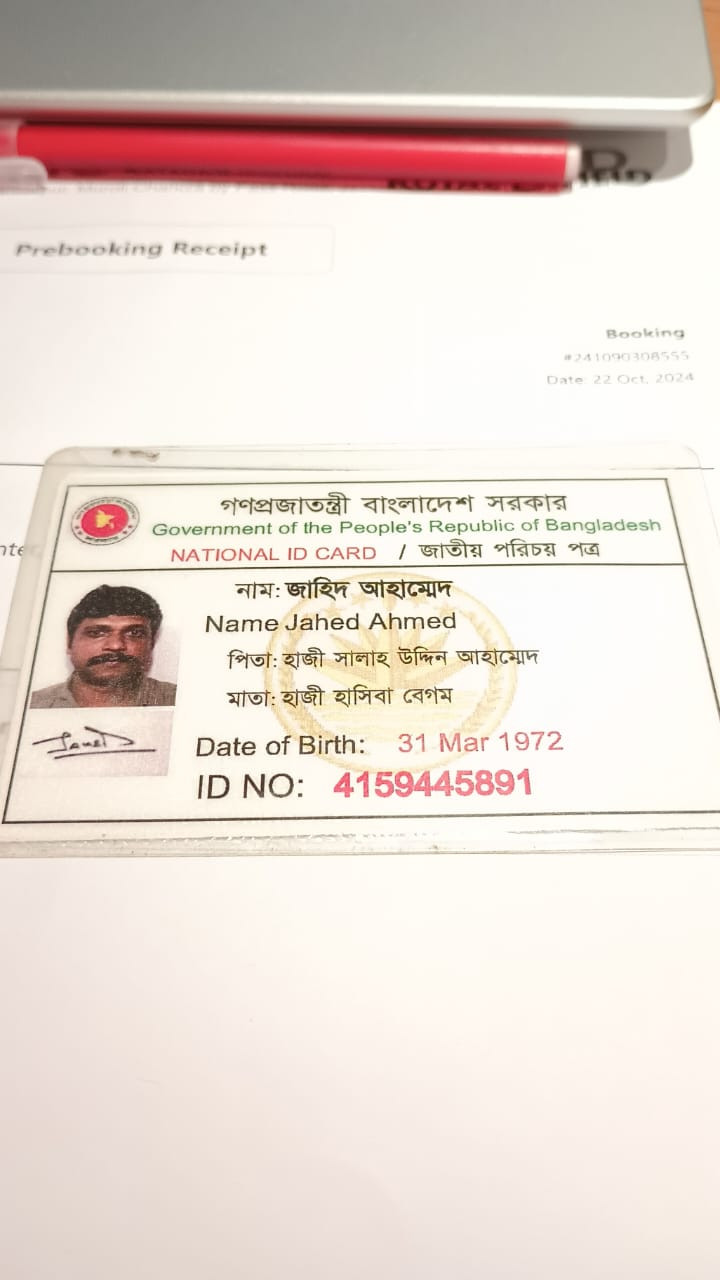 Prebooking Receipt
Booking
#241090308555
Date: 22 Oct, 2024
গণপ্রজাতন্ত্রী বাংলাদেশ সরকার
Government of the People's Republic of Bangladesh
NATIONAL ID CARD / জাতীয় পরিচয় পত্র
নাম: জাহিদ আহাম্মেদ
Name Jahed Ahmed
পিতা: হাজী সালাহ উদ্দিন আহাম্মেদ
মাতা: হাজী হাসিবা বেগম
Date of Birth: 31 Mar 1972
ID NO: 4159445891